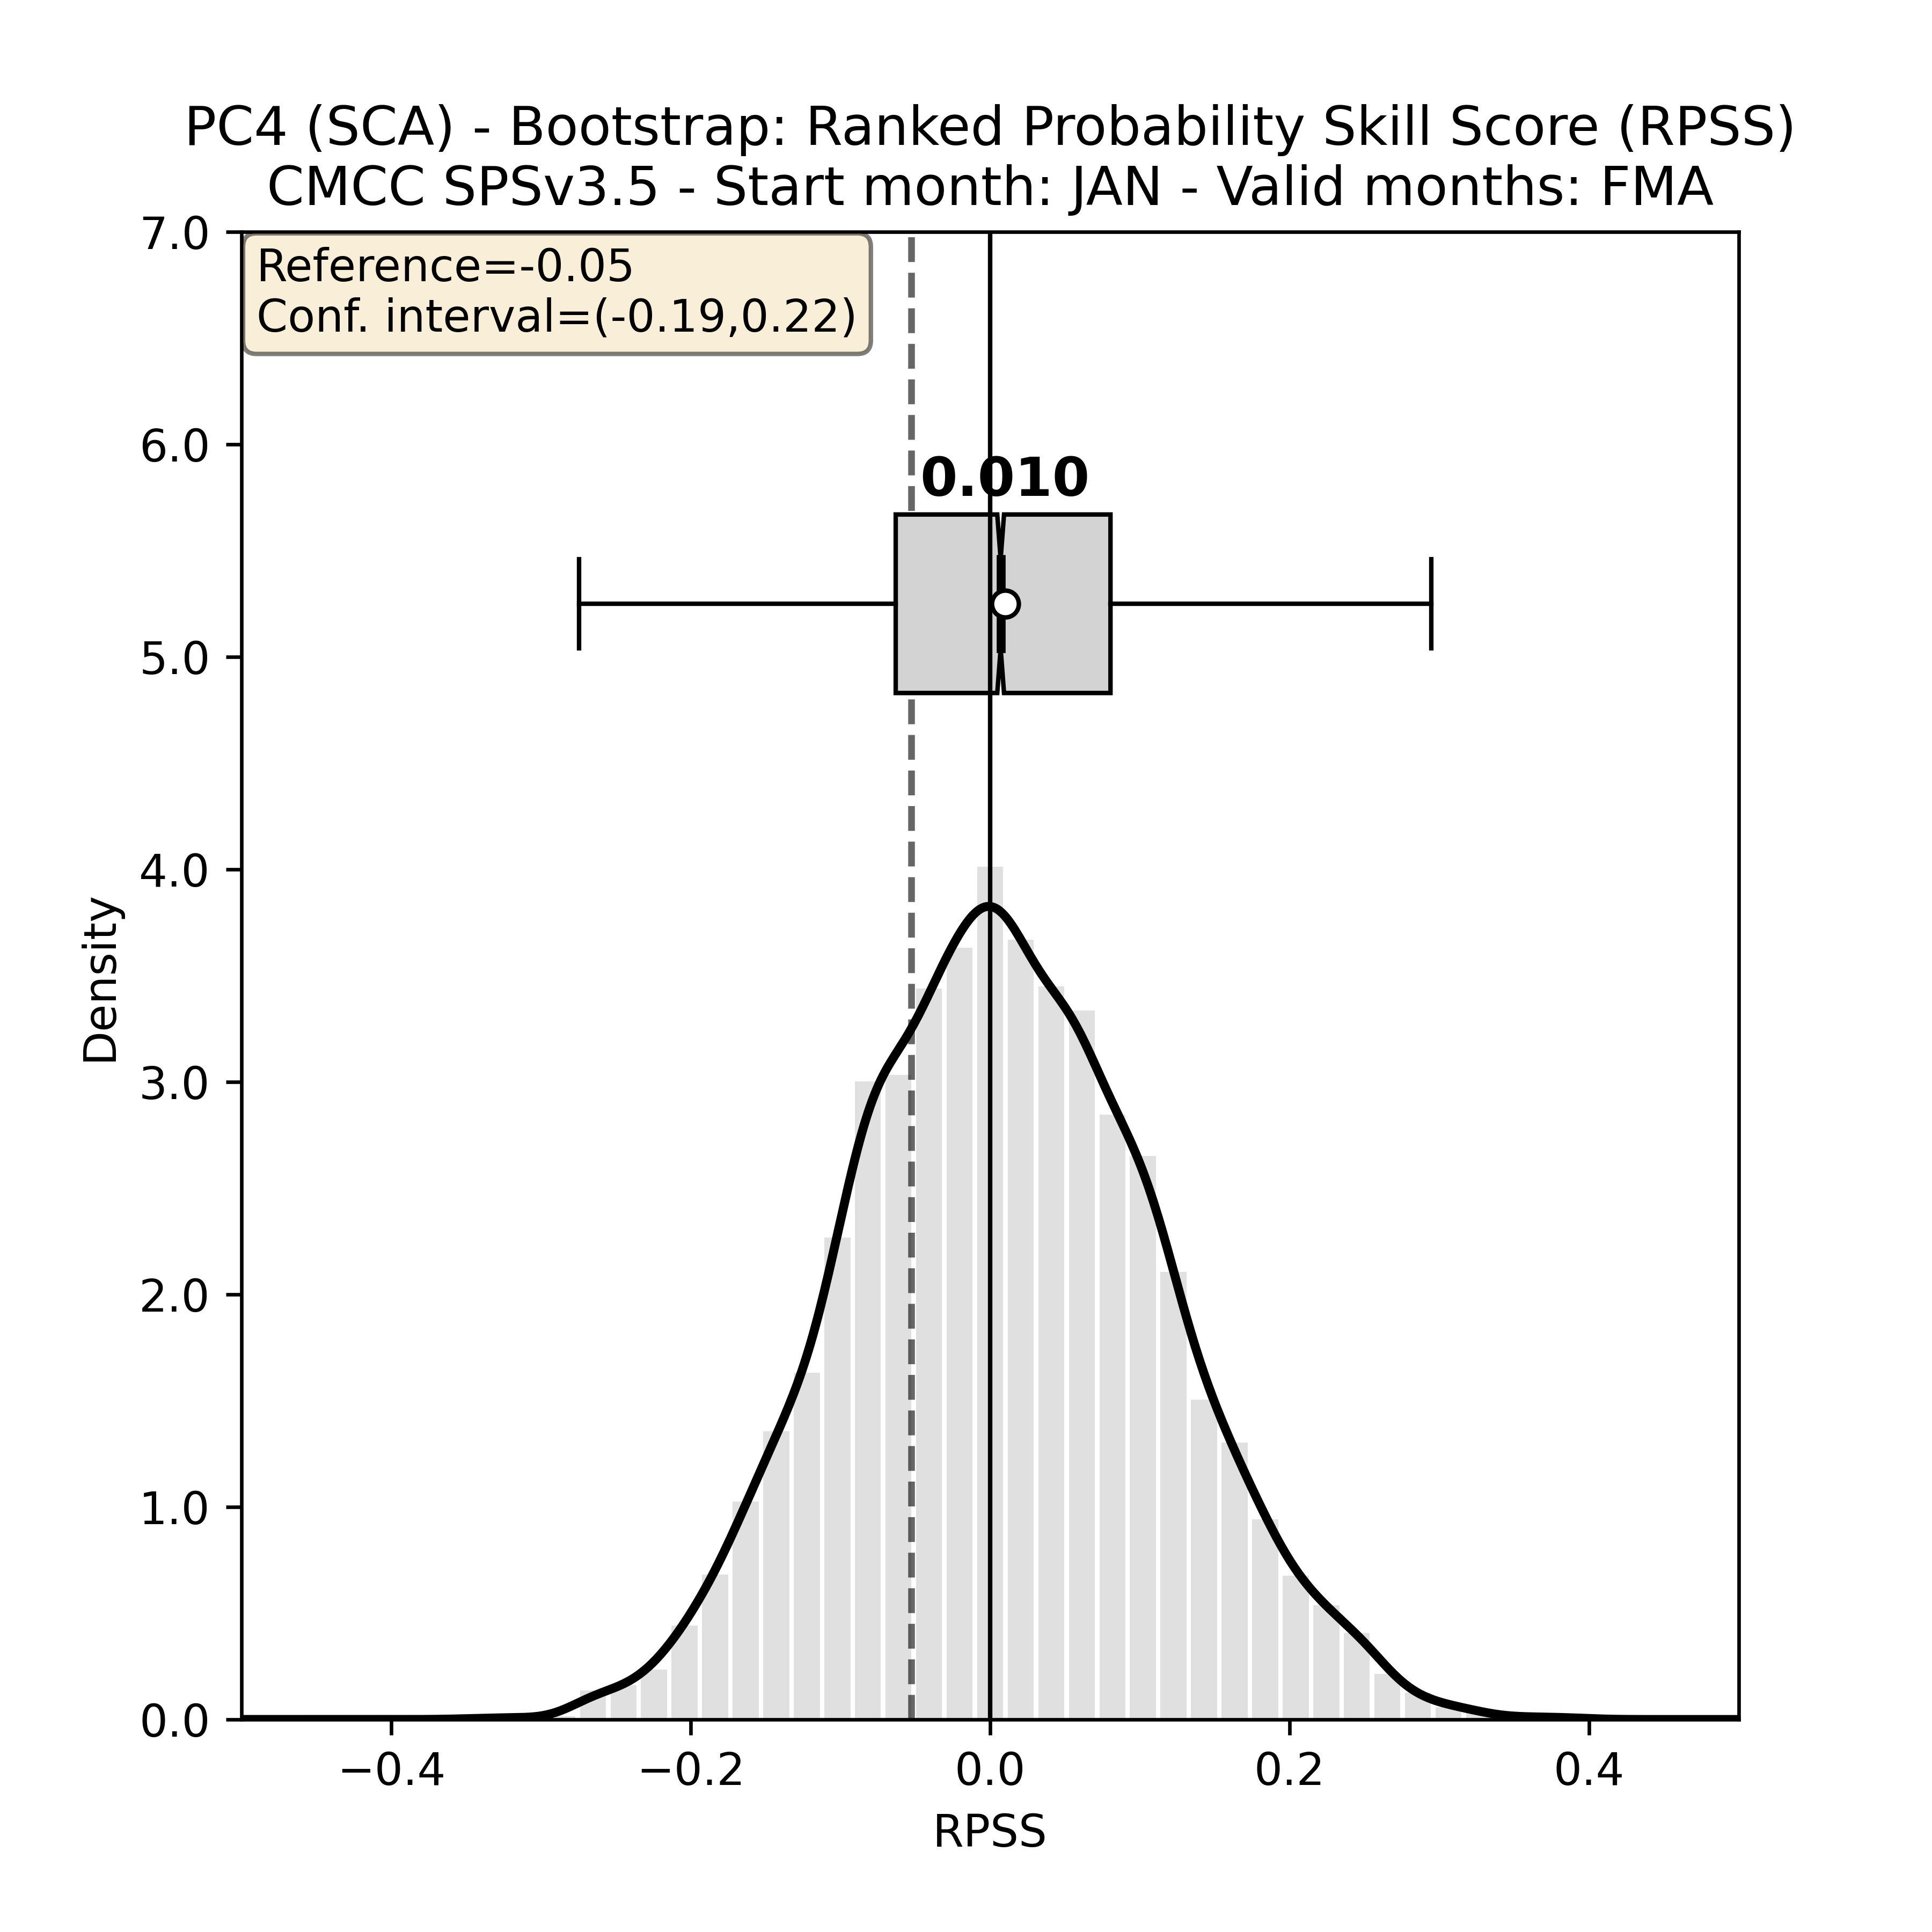 PC4 (SCA) - Bootstrap: Ranked Probability Skill Score (RPSS)
CMCC SPSv3.5 - Start month: JAN - Valid months: FMA
Reference=-0.05
Conf. interval=(-0.19,0.22)
0.010
7.0
6.0
5.0
4.0
3.0
2.0
1.0
0.0
Density
−0.4 −0.2 0.0 0.2 0.4
RPSS